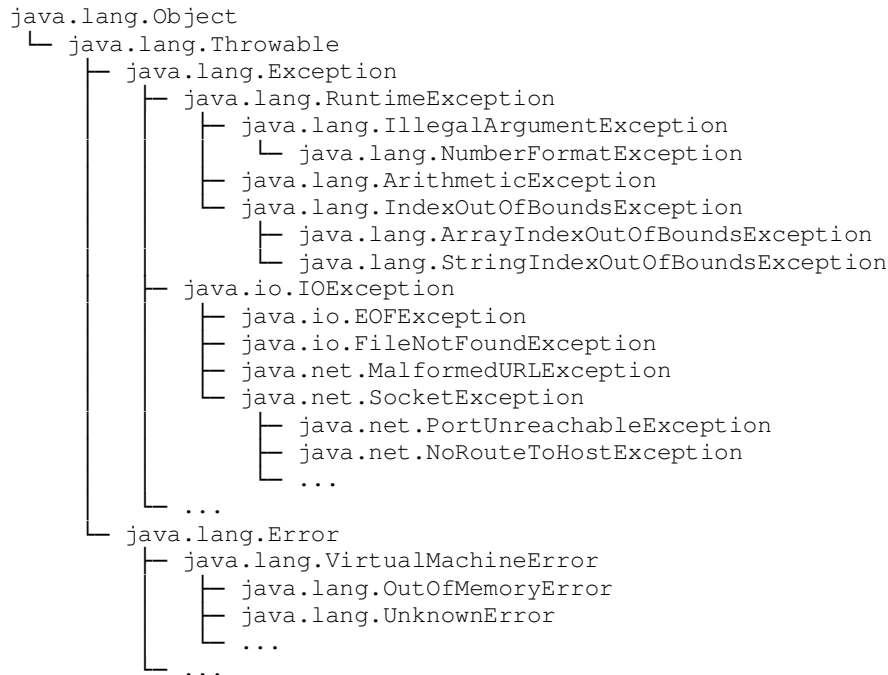 java.lang.Object
java.lang.Throwable
java.lang.Exception
java.lang.RuntimeException
java.lang.IllegalArgumentException
java.lang.NumberFormatException
java.lang.ArithmeticException
java.lang.IndexOutOfBoundsException
java.lang.ArrayIndexOutOfBoundsException
java.lang.StringIndexOutOfBoundsException
java.io.IOException
java.io.EOFException
java.io.FileNotFoundException
java.net.MalformedURLException
java.net.SocketException
java.net.PortUnreachableException
java.net.NoRouteToHostException
...
...
java.lang.Error
java.lang.VirtualMachineError
java.lang.OutOfMemoryError
java.lang.UnknownError
...
...